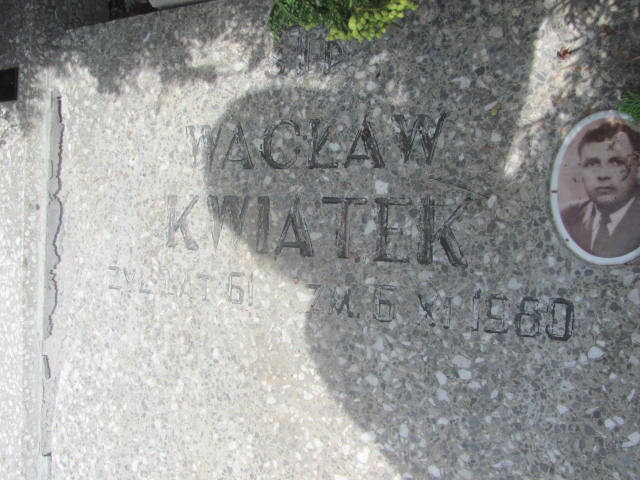 Ś P
WACŁAW
KWIATEK
ŻYŁ LAT 61 ZM. 6 XI 1980